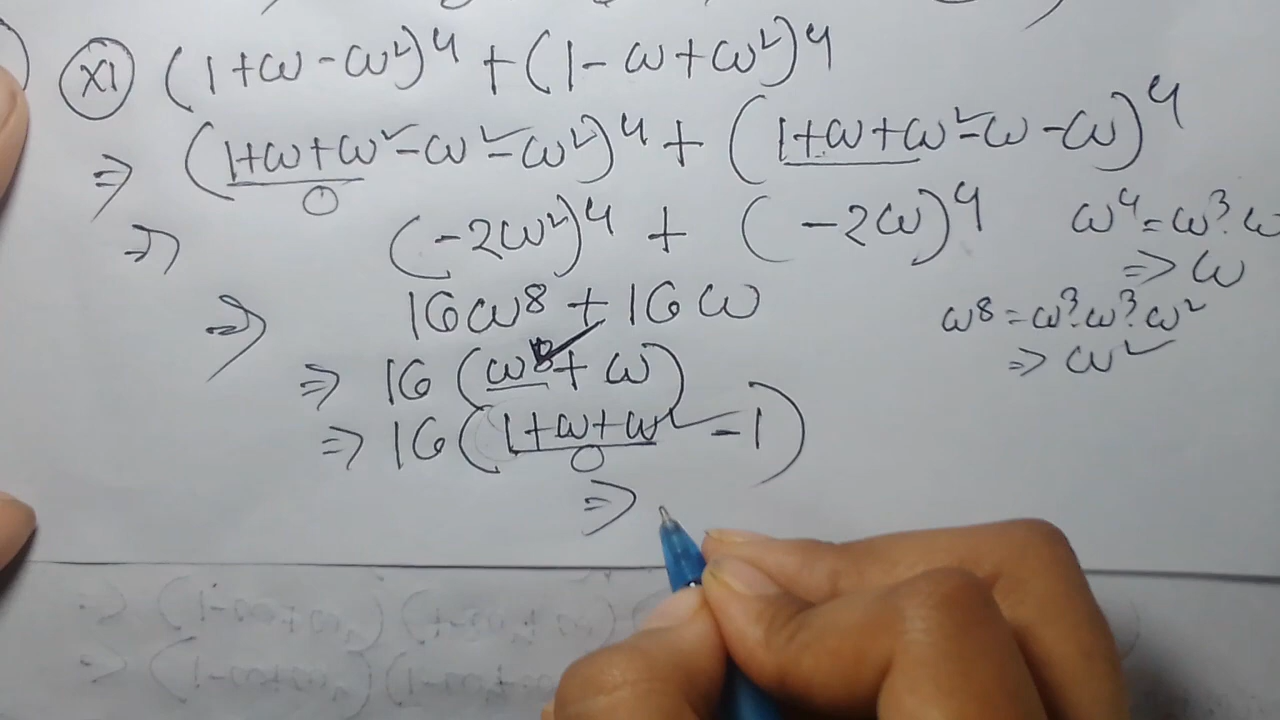 (XI) (1+ω-ω²)⁴+(1-ω+ω²)⁴
⇒ (1+ω+ω²-ω²-ω²)⁴+(1+ω+ω²-ω-ω)⁴
0
⇒ (-2ω²)⁴ + (-2ω)⁴
ω⁴=ω³.ω
⇒ω
⇒ 16ω⁸+16ω
ω⁸=ω³.ω³.ω²
⇒ω²
⇒ 16(ω⁸+ω)
⇒ 16(1+ω+ω²-1)
0
⇒